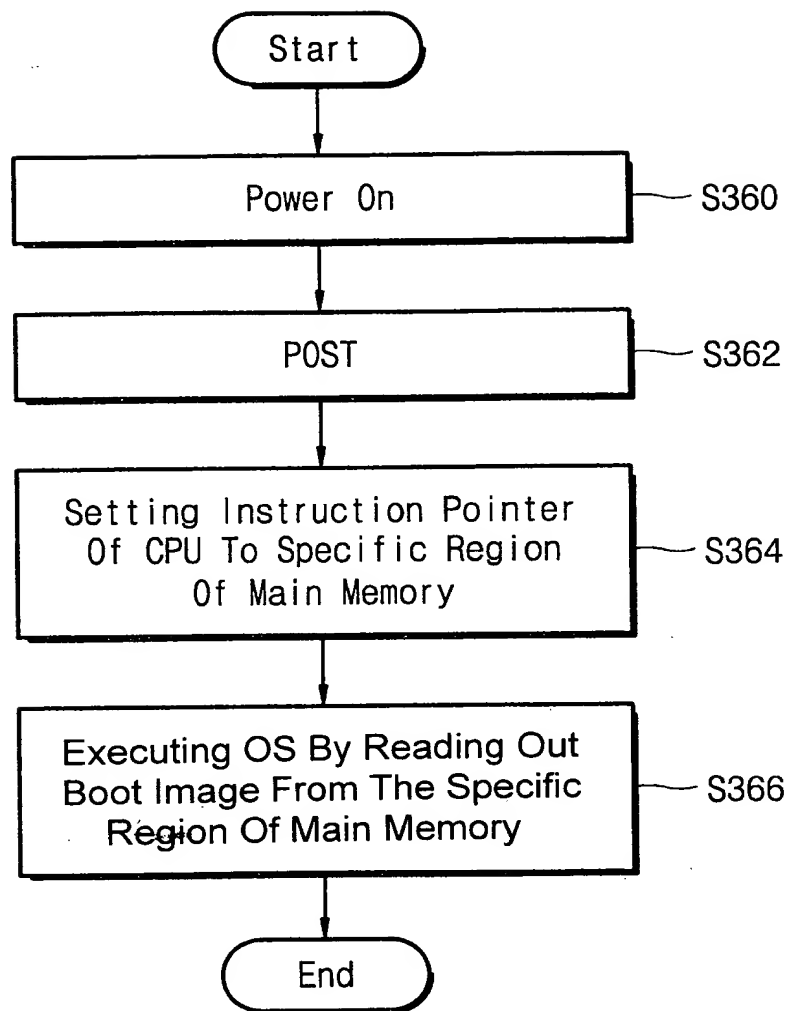 Start
Power On
S360
POST
S362
Setting Instruction Pointer
Of CPU To Specific Region
Of Main Memory
S364
Executing OS By Reading Out
Boot Image From The Specific
Region Of Main Memory
S366
End